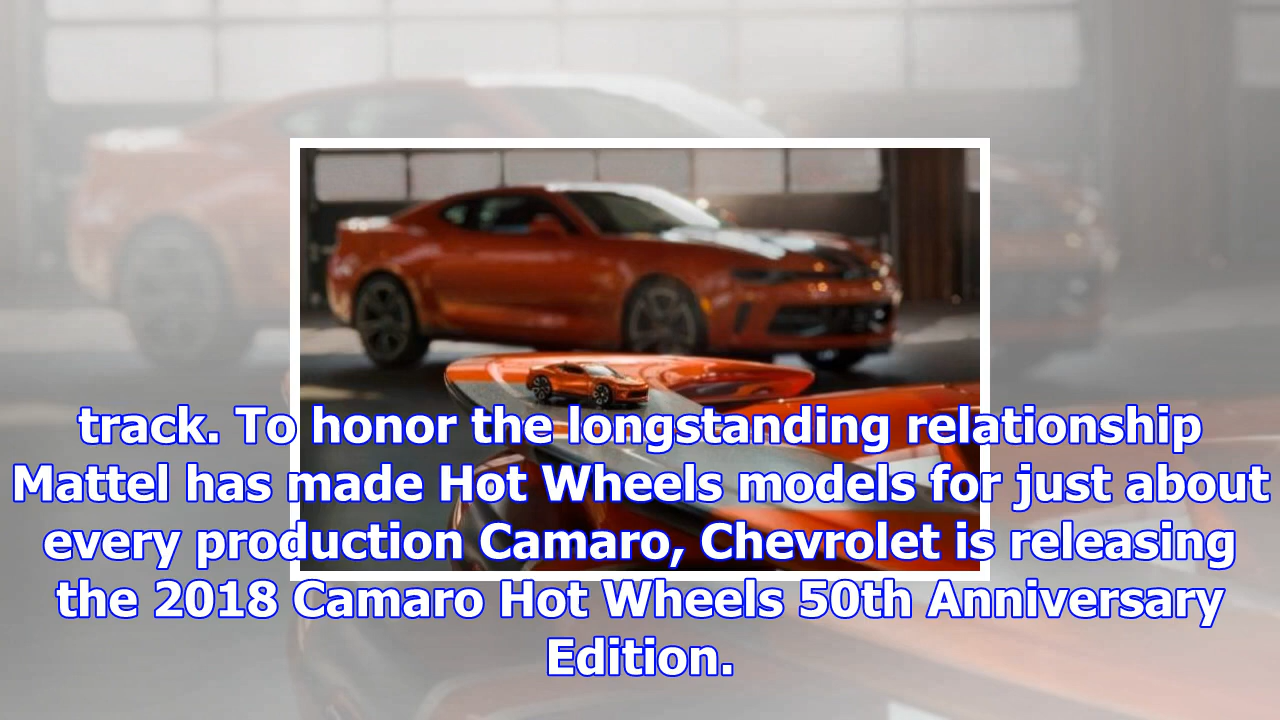 track. To honor the longstanding relationship
Mattel has made Hot Wheels models for just about
every production Camaro, Chevrolet is releasing
the 2018 Camaro Hot Wheels 50th Anniversary
Edition.